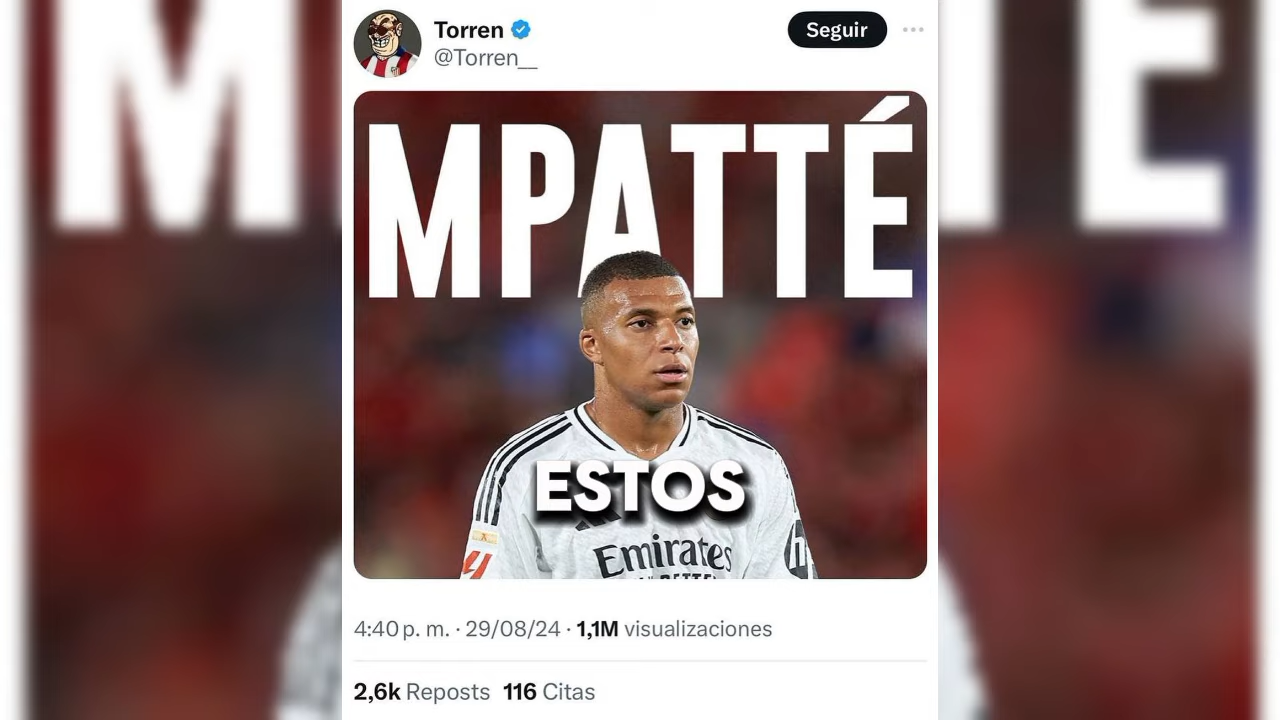 Torren
Seguir
@Torren__
MPATTÉ
ESTOS
Emirates
4:40 p. m. · 29/08/24 · 1,1M visualizaciones
2,6k Reposts 116 Citas